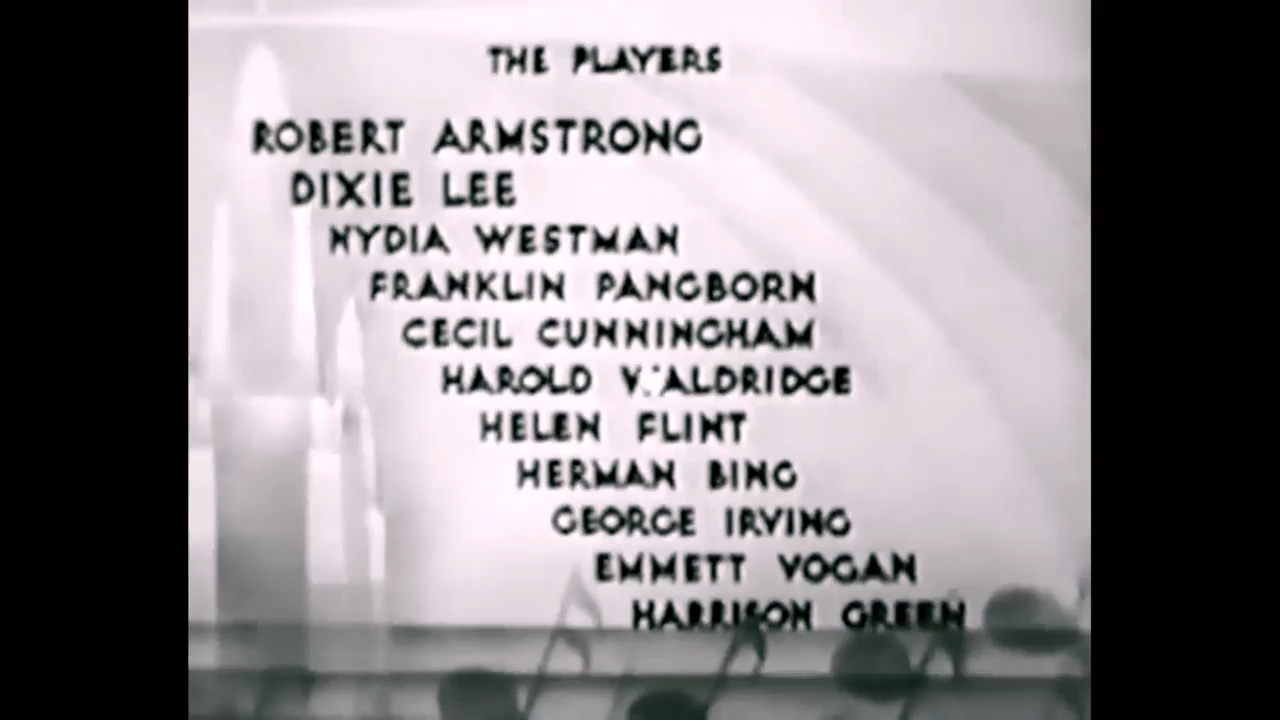 THE PLAYERS
ROBERT ARMSTRONG
DIXIE LEE
NYDIA WESTMAN
FRANKLIN PANGBORN
CECIL CUNNINGHAM
HAROLD WALDRIDGE
HELEN FLINT
HERMAN BING
GEORGE IRVING
EMMETT VOGAN
HARRISON GREEN